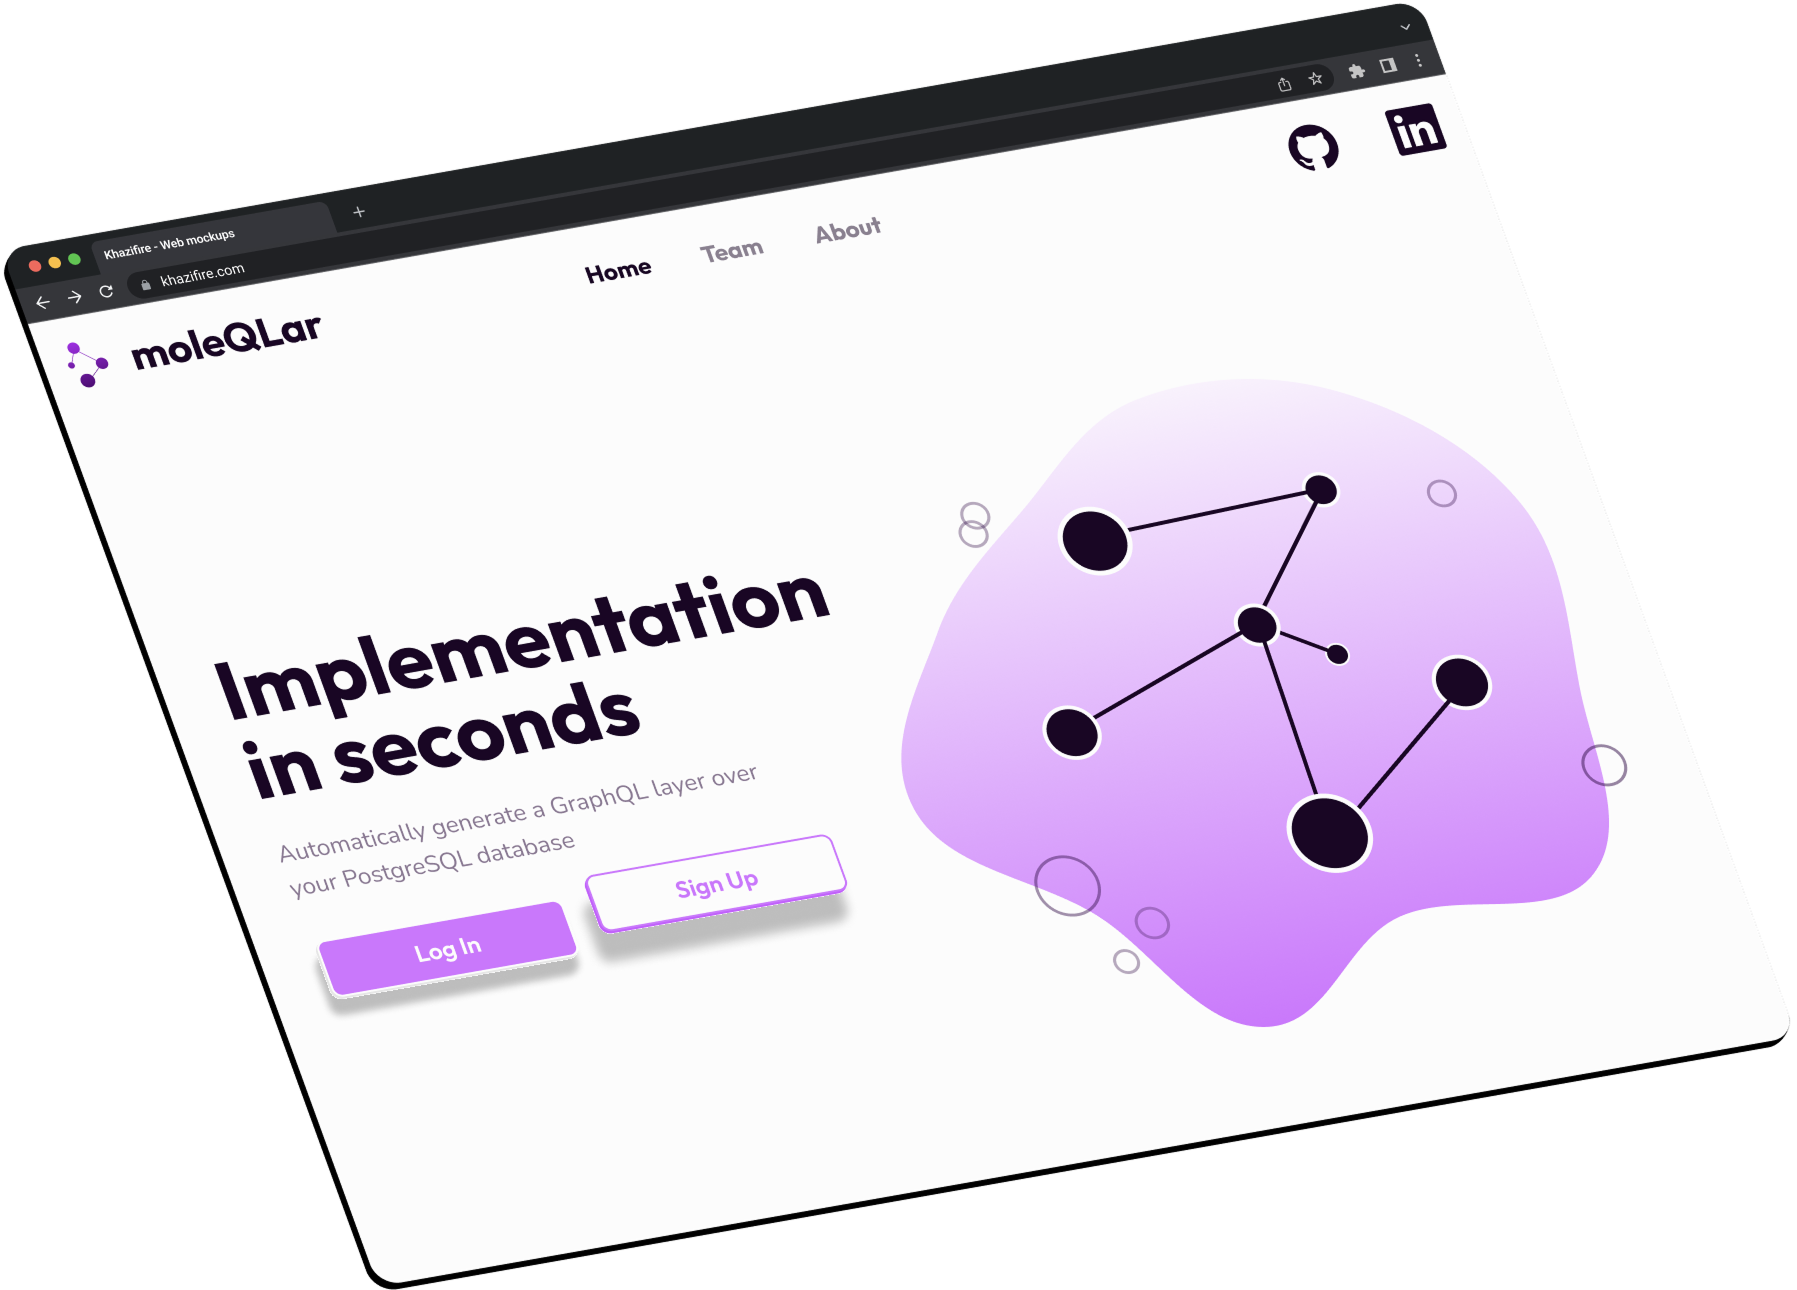 Khazifire - Web mockups
khazifire.com
moleQLar
Home
Team
About
in
Implementation
in seconds
Automatically generate a GraphQL layer over
your PostgreSQL database
Log In
Sign Up